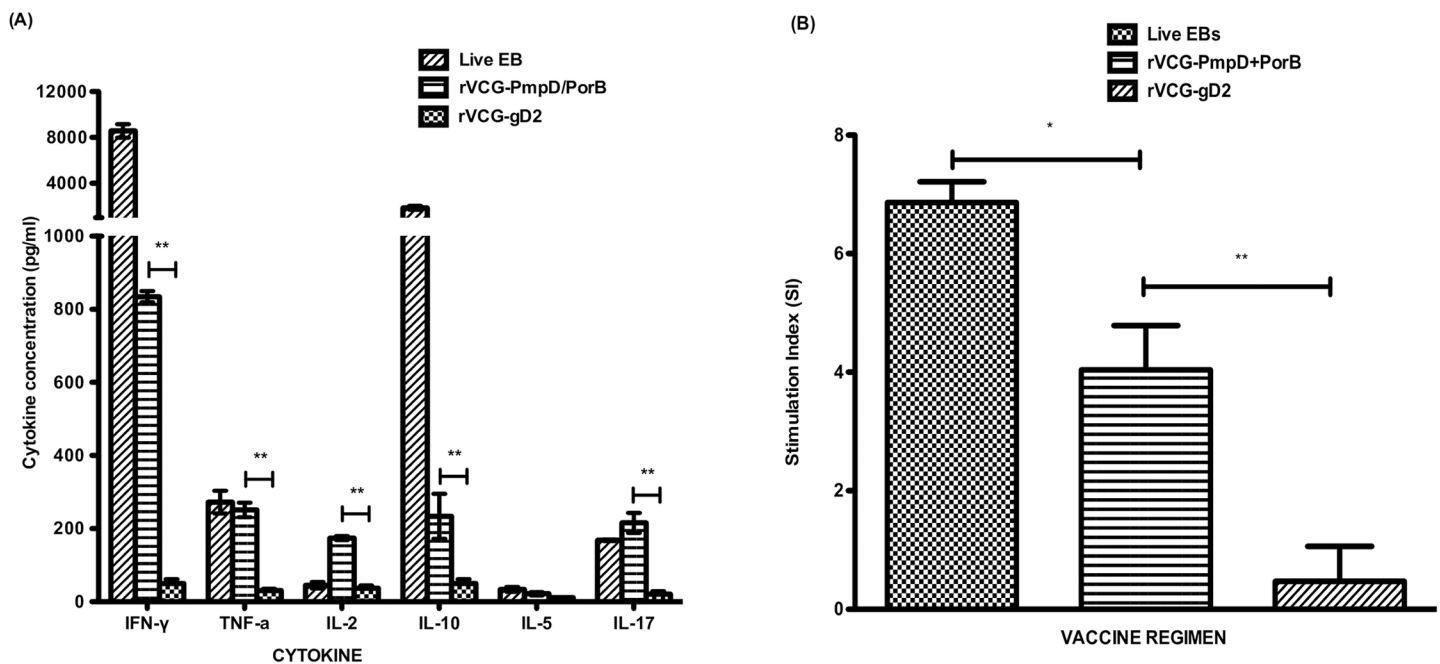 (A)
Live EB
rVCG-PmpD/PorB
rVCG-gD2
12000
8000
4000
1000
800
600
400
200
0
Cytokine concentration (pg/ml)
**
**
**
**
**
IFN-γ TNF-a IL-2 IL-10 IL-5 IL-17
CYTOKINE
(B)
Live EBs
rVCG-PmpD+PorB
rVCG-gD2
8
6
4
2
0
Stimulation Index (SI)
*
**
VACCINE REGIMEN